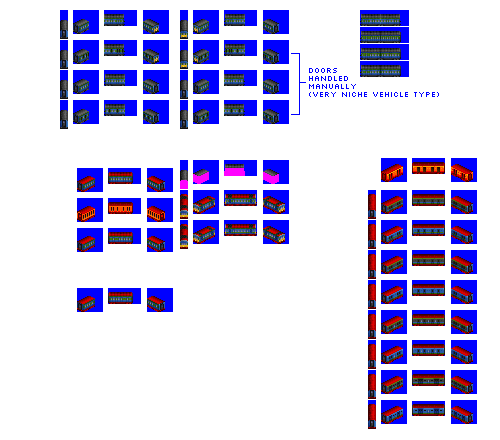 DOORS
HANDLED
MANUALLY
(VERY NICHE VEHICLE TYPE)